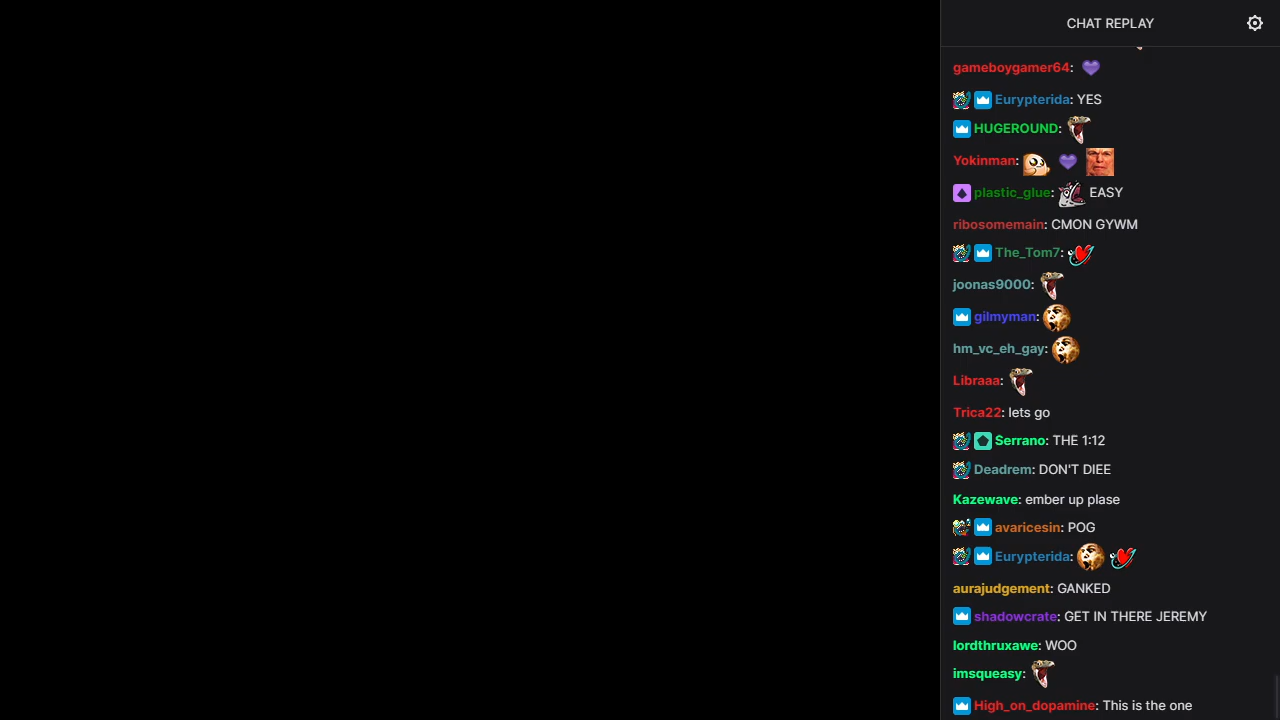 CHAT REPLAY
gameboygamer64:
Eurypterida: YES
HUGEROUND:
Yokinman:
plastic_glue: EASY
ribosomemain: CMON GYWM
The_Tom7:
joonas9000:
gilmyman:
hm_vc_eh_gay:
Libraaa:
Trica22: lets go
Serrano: THE 1:12
Deadrem: DON'T DIEE
Kazewave: ember up plase
avaricesin: POG
Eurypterida:
aurajudgement: GANKED
shadowcrate: GET IN THERE JEREMY
lordthruxawe: WOO
imsqueasy:
High_on_dopamine: This is the one